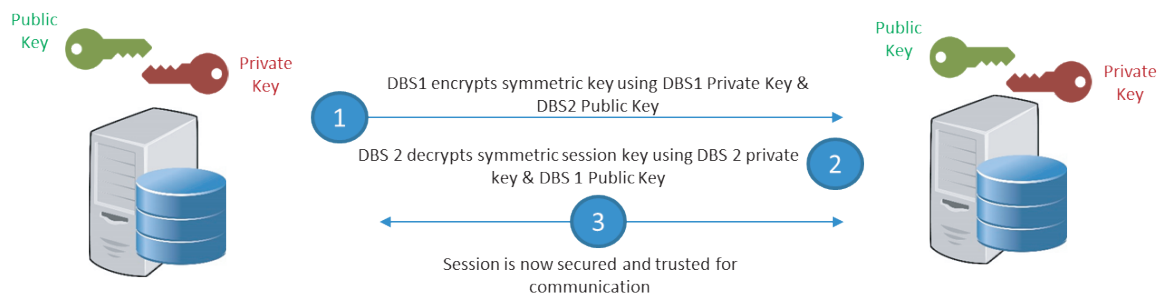 Public
Key
Private
Key
DBS1 encrypts symmetric key using DBS1 Private Key &
DBS2 Public Key
1
DBS 2 decrypts symmetric session key using DBS 2 private
key & DBS 1 Public Key
2
3
Session is now secured and trusted for
communication
Public
Key
Private
Key